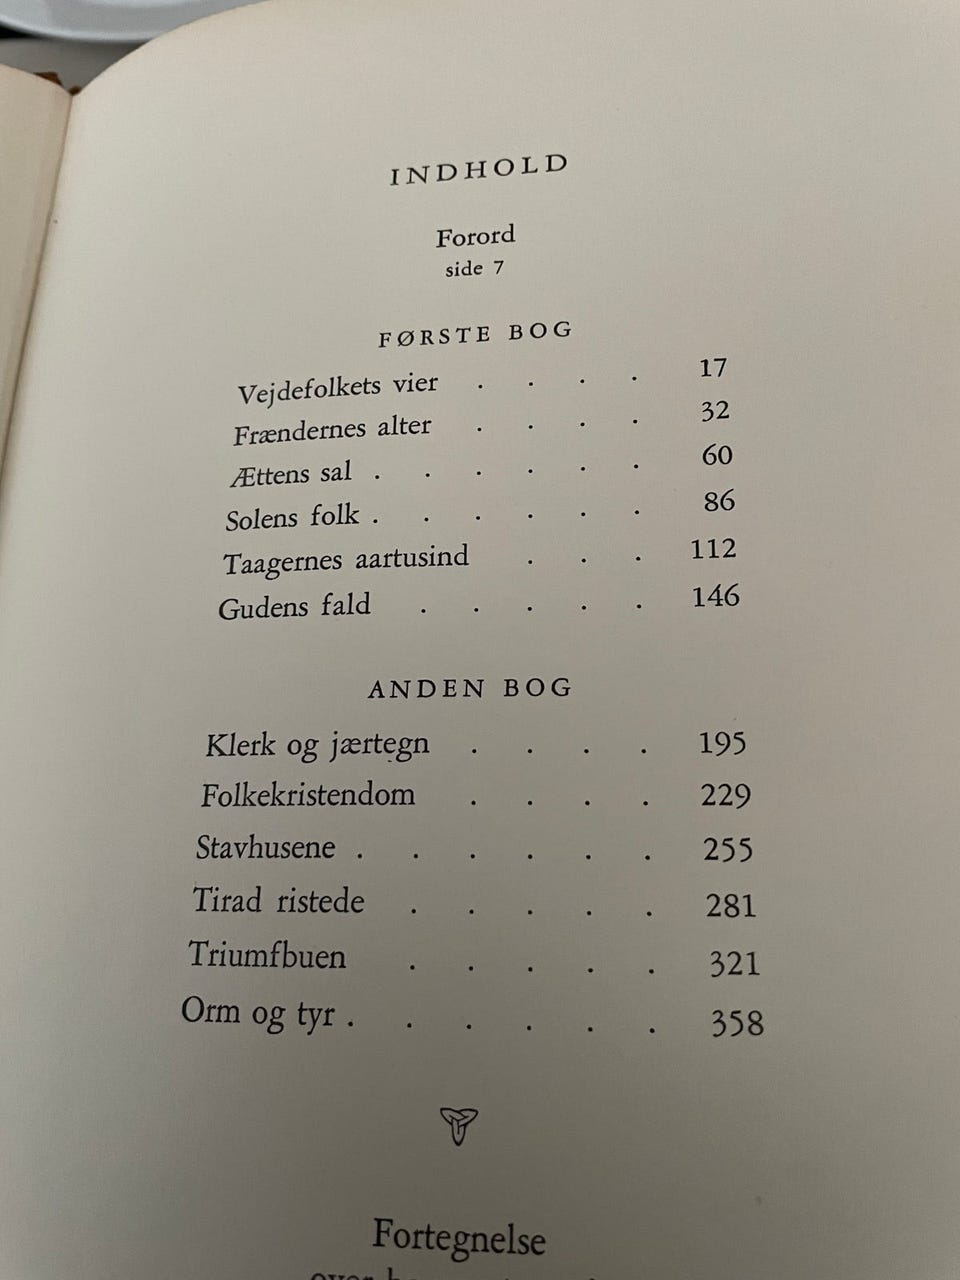 INDHOLD
Forord
side 7
FØRSTE BOG
Vejdefolkets vier . . . . 17
Frændernes alter . . . . 32
Ættens sal . . . . . . 60
Solens folk . . . . . . 86
Taagernes aartusind . . . 112
Gudens fald . . . . . 146
ANDEN BOG
Klerk og jærtegn . . . . 195
Folkekristendom . . . . 229
Stavhusene . . . . . . 255
Tirad ristede . . . . . 281
Triumfbuen . . . . . 321
Orm og tyr . . . . . . 358
Fortegnelse
over